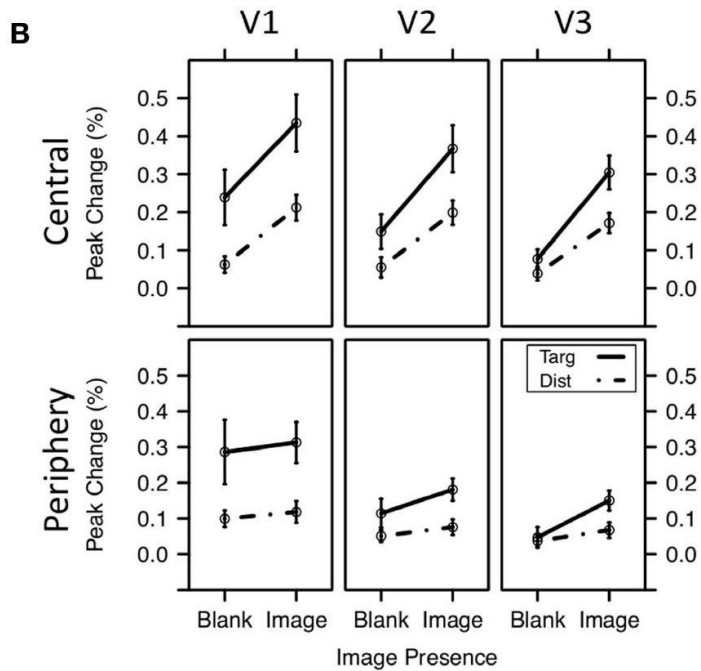 B
V1 V2 V3
Central
Peak Change (%)
0.5 0.5
0.4 0.4
0.3 0.3
0.2 0.2
0.1 0.1
0.0 0.0
Periphery
Peak Change (%)
Targ
Dist
0.5 0.5
0.4 0.4
0.3 0.3
0.2 0.2
0.1 0.1
0.0 0.0
Blank Image Blank Image Blank Image
Image Presence